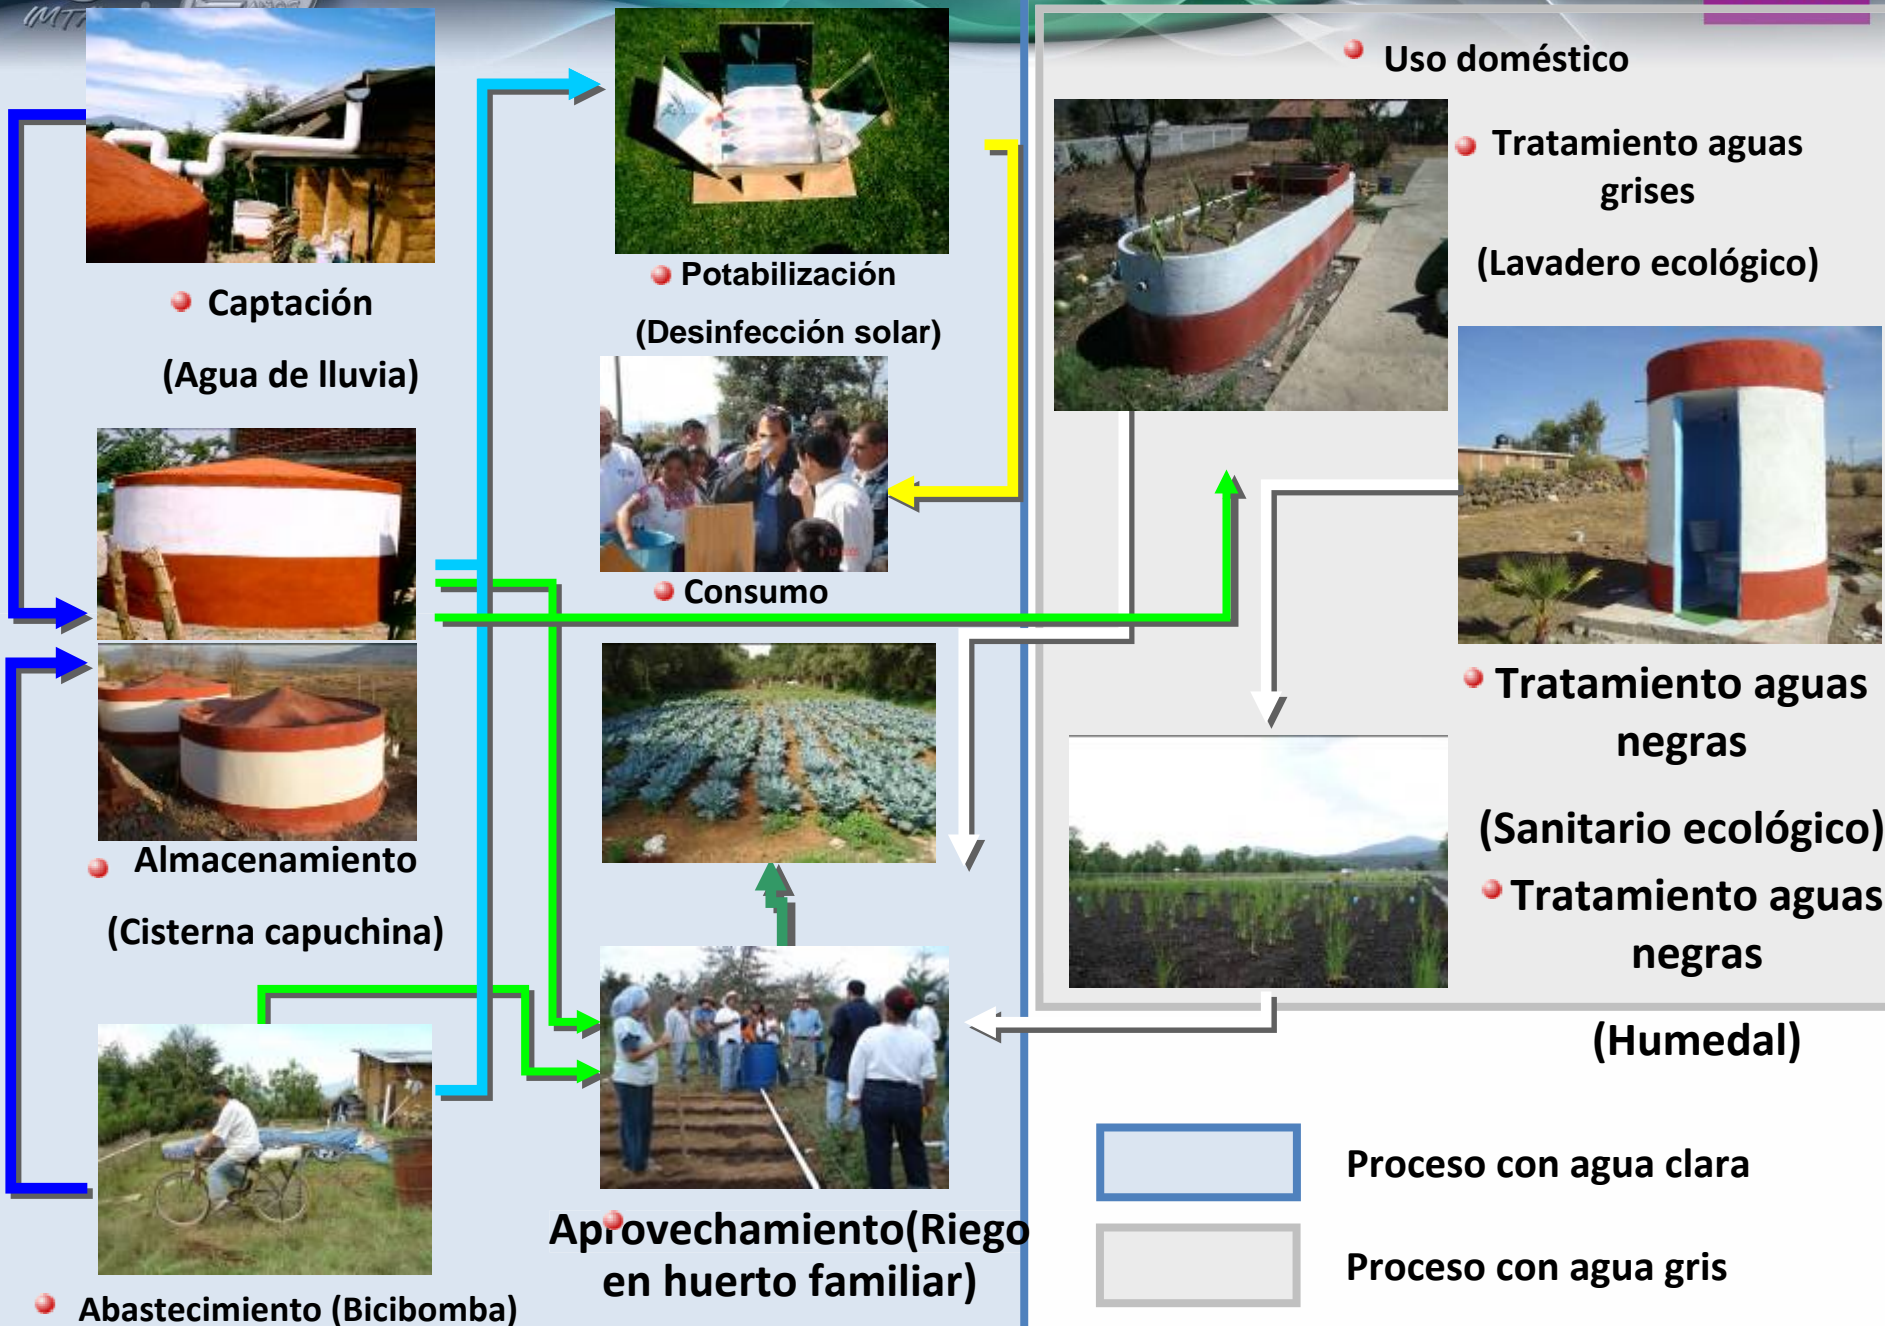 IMTA
Captación
(Agua de lluvia)
Almacenamiento
(Cisterna capuchina)
Abastecimiento (Bicibomba)
Potabilización
(Desinfección solar)
Consumo
Aprovechamiento(Riego
en huerto familiar)
Uso doméstico
Tratamiento aguas
grises
(Lavadero ecológico)
Tratamiento aguas
negras
(Sanitario ecológico)
Tratamiento aguas
negras
(Humedal)
Proceso con agua clara
Proceso con agua gris